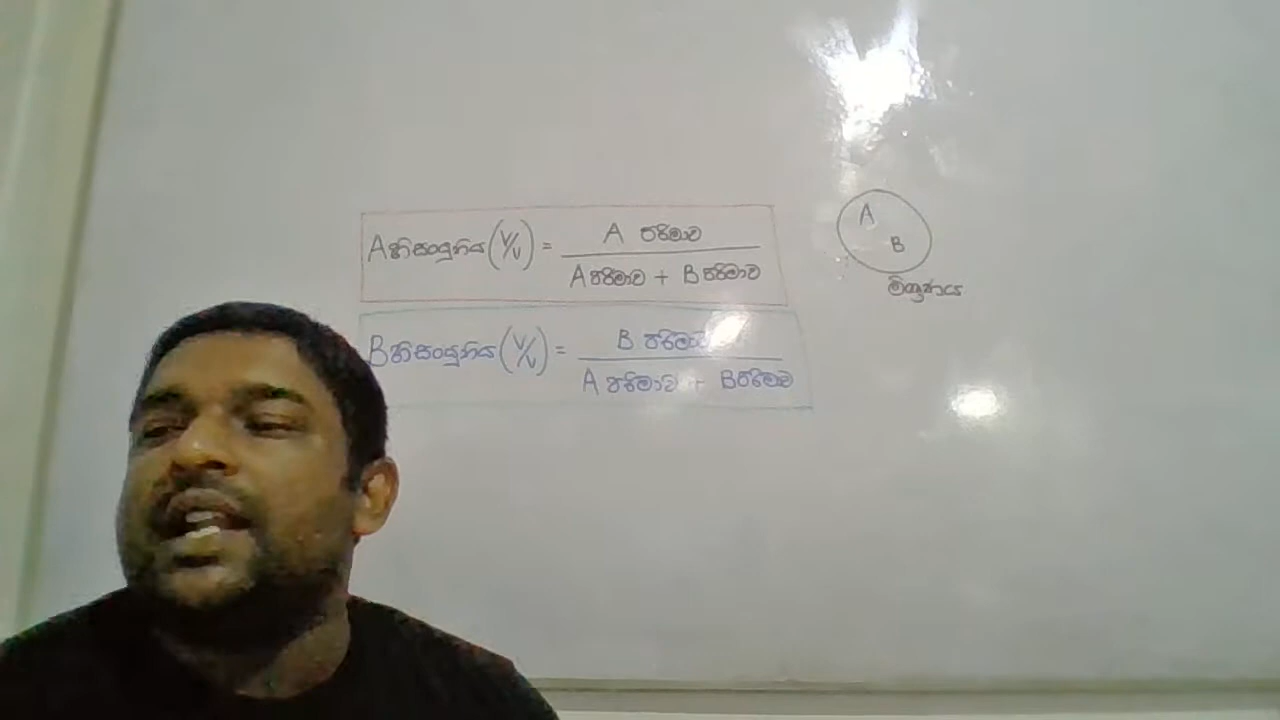 A හි සංයුතිය (V/V) = A පරිමාව / A පරිමාව + B පරිමාව
B හි සංයුතිය (V/V) = B පරිමාව / A පරිමාව + B පරිමාව
A
B
මිශ්‍රණය